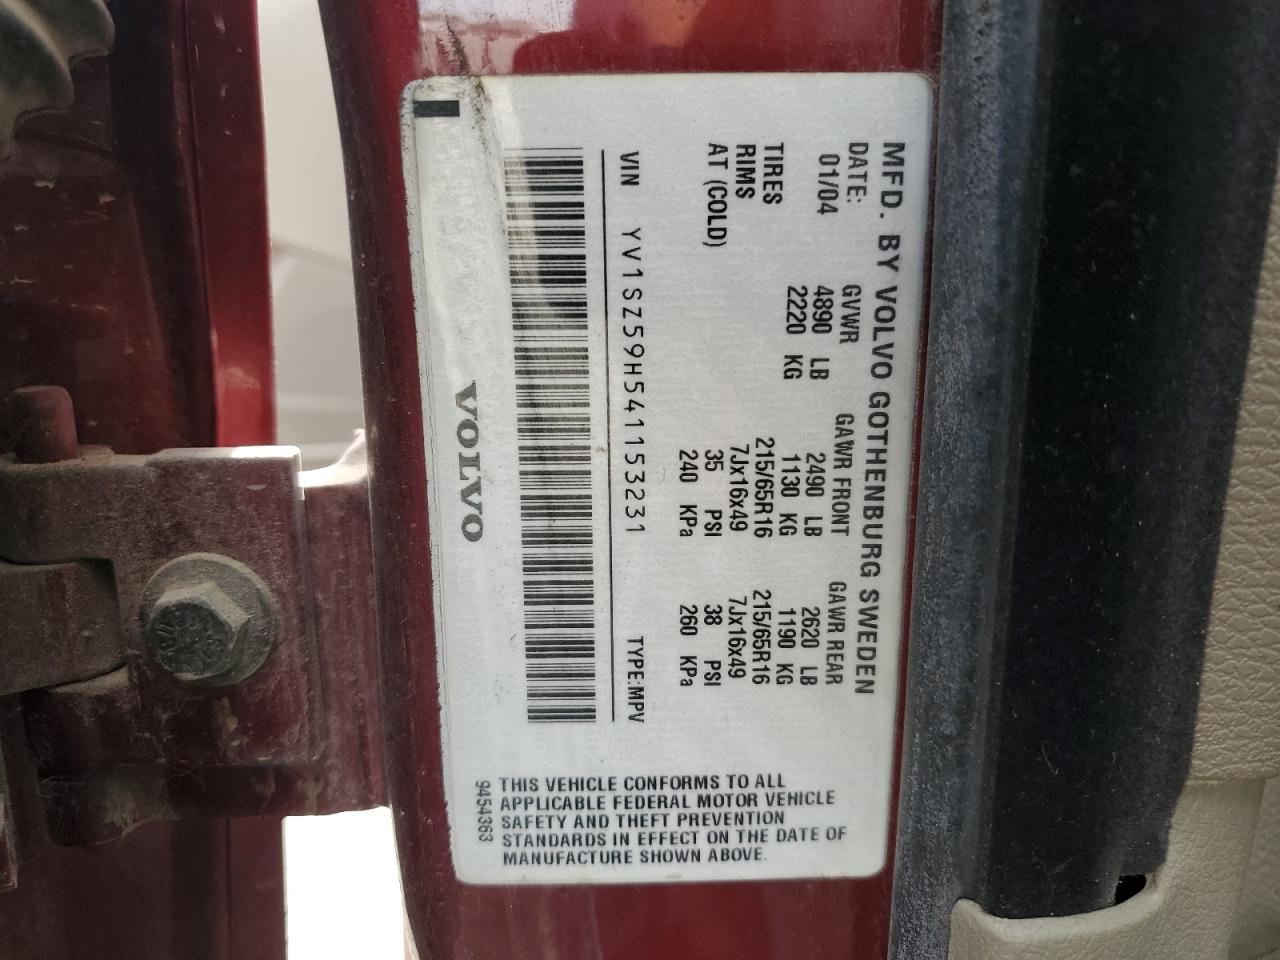 MFD. BY VOLVO GOTHENBURG SWEDEN
DATE: GVWR GAWR FRONT GAWR REAR
01/04 4890 LB 2490 LB 2620 LB
2220 KG 1130 KG 1190 KG
TIRES 215/65R16 215/65R16
RIMS 7Jx16x49 7Jx16x49
AT (COLD) 35 PSI 38 PSI
240 KPa 260 KPa
VIN YV1SZ59H541153231 TYPE:MPV
VOLVO
THIS VEHICLE CONFORMS TO ALL
APPLICABLE FEDERAL MOTOR VEHICLE
SAFETY AND THEFT PREVENTION
STANDARDS IN EFFECT ON THE DATE OF
MANUFACTURE SHOWN ABOVE.
9454363